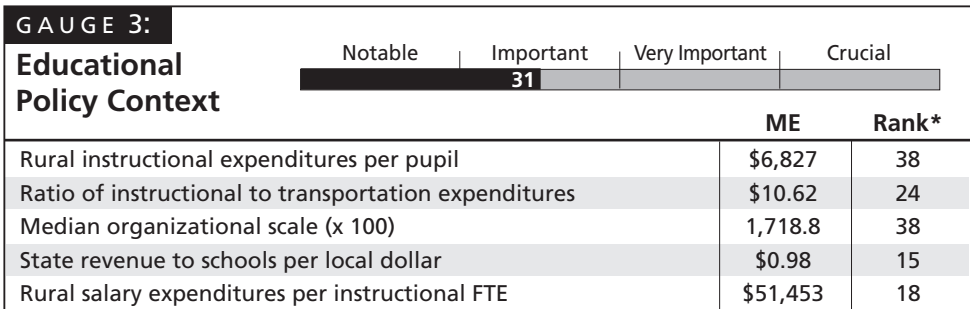 GAUGE 3:
Educational
Policy Context
Notable Important Very Important Crucial
31
ME Rank*
Rural instructional expenditures per pupil $6,827 38
Ratio of instructional to transportation expenditures $10.62 24
Median organizational scale (x 100) 1,718.8 38
State revenue to schools per local dollar $0.98 15
Rural salary expenditures per instructional FTE $51,453 18